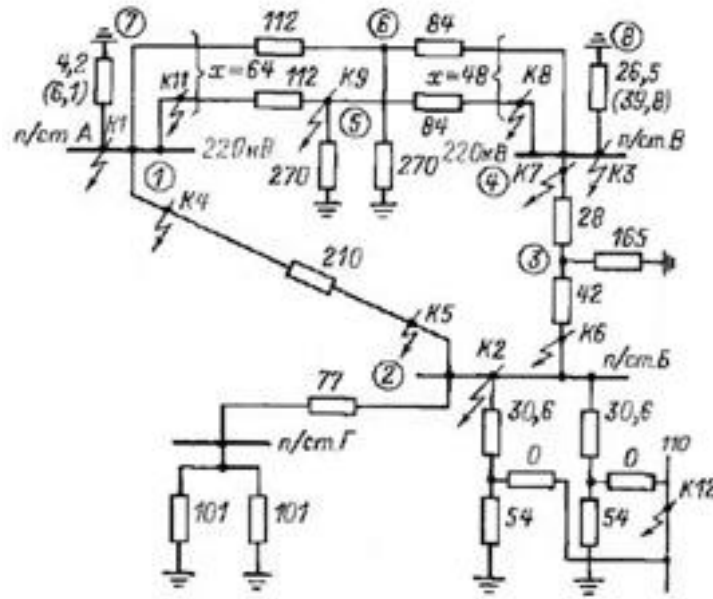 7 112 6 84 8
4,2 (6,1) К11 x=64 112 К9 x=48 К8 26,5 (39,8)
К1 5 84
п/ст А 220кВ 270 270 220кВ п/ст.В
1 4 К7 К3
К4 28
210 3 165
42
К5 К2 К6
2 п/ст.Б
77 30,6 30,6 110
п/ст.Г 0 0
К12
101 101 54 54